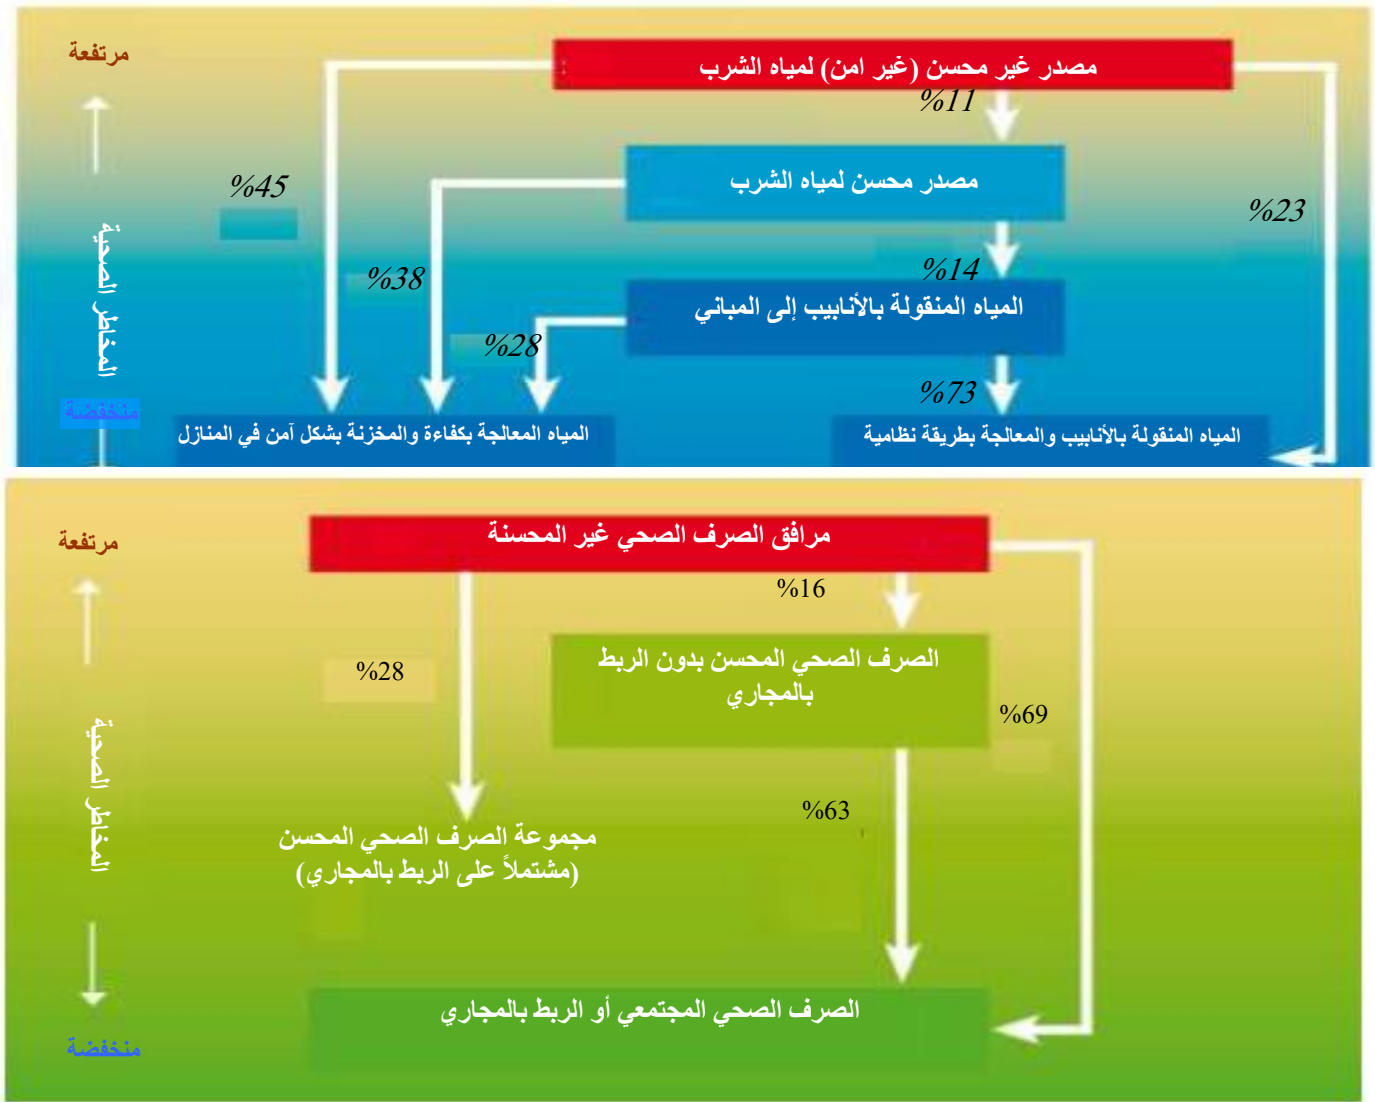 مرتفعة
مصدر غير محسن (غير امن) لمياه الشرب :
%11
مصدر محسن لمياه الشرب
%45
%23
%14
%38
المياه المنقولة بالأنابيب إلى المباني
المخاطر الصحية
%28
%73
منخفضة
المياه المنقولة بالأنابيب والمعالجة بطريقة نظامية
المياه المعالجة بكفاءة والمخزنة بشكل آمن في المنازل
مرتفعة
مرافق الصرف الصحي غير المحسنة
%16
الصرف الصحي المحسن بدون الربط
بالمجاري
%28
%69
المخاطر الصحية
%63
مجموعة الصرف الصحي المحسن
(مشتملاً على الربط بالمجاري)
الصرف الصحي المجتمعي أو الربط بالمجاري
منخفضة